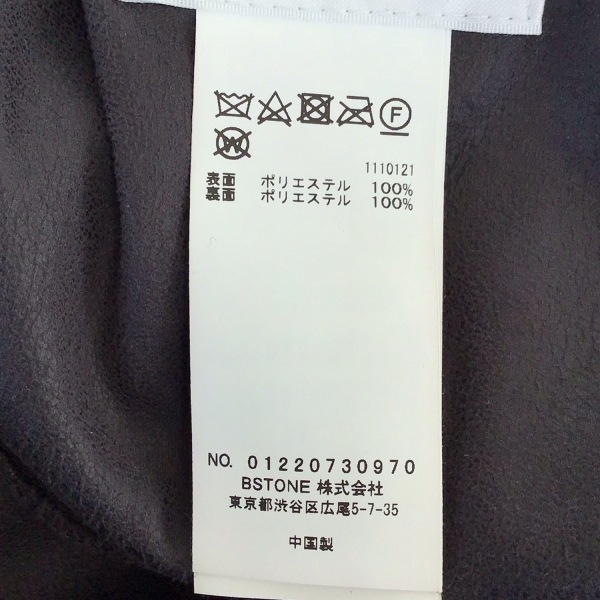 F
W
1110121
表面 ポリエステル 100%
裏面 ポリエステル 100%
NO. 01220730970
BSTONE 株式会社
東京都渋谷区広尾5-7-35
中国製